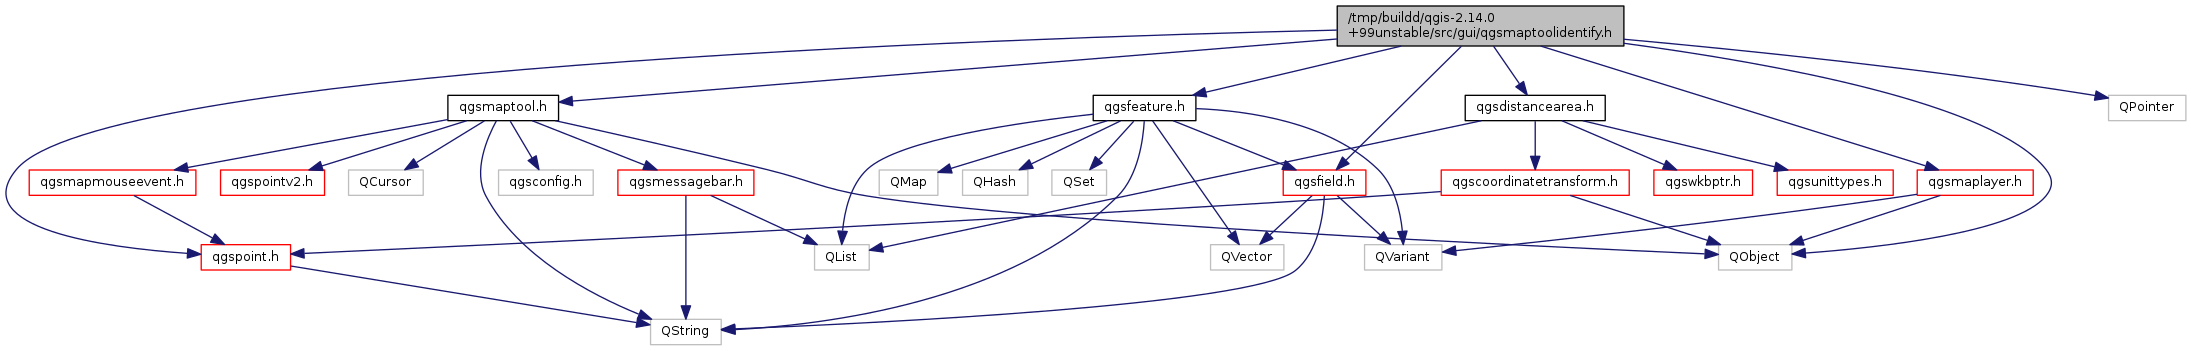 /tmp/buildd/qgis-2.14.0
+99unstable/src/gui/qgsmaptoolidentify.h
qgsmaptool.h
qgsfeature.h
qgsdistancearea.h
QPointer
qgsmapmouseevent.h
qgspointv2.h
QCursor
qgsconfig.h
qgsmessagebar.h
QMap
QHash
QSet
qgsfield.h
qgscoordinatetransform.h
qgswkbptr.h
qgsunittypes.h
qgsmaplayer.h
qgspoint.h
QList
QVector
QVariant
QObject
QString